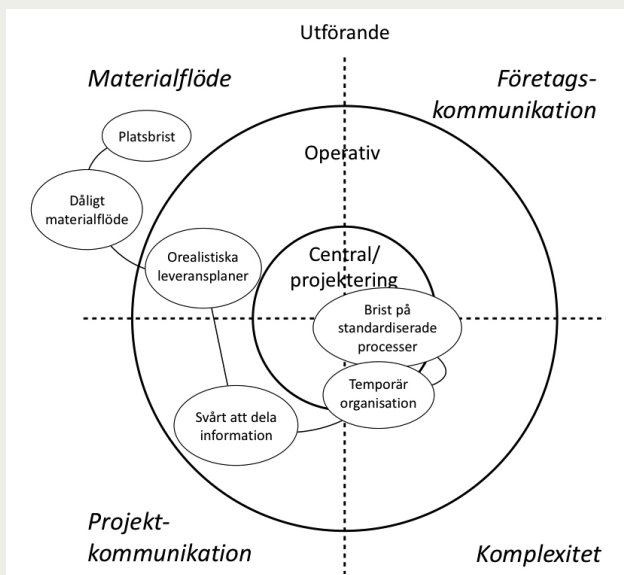 Utförande
Materialflöde
Företags-
kommunikation
Platsbrist
Operativ
Dåligt
materialflöde
Orealistiska
leveransplaner
Central/
projektering
Brist på
standardiserade
processer
Temporär
organisation
Svårt att dela
information
Projekt-
kommunikation
Komplexitet